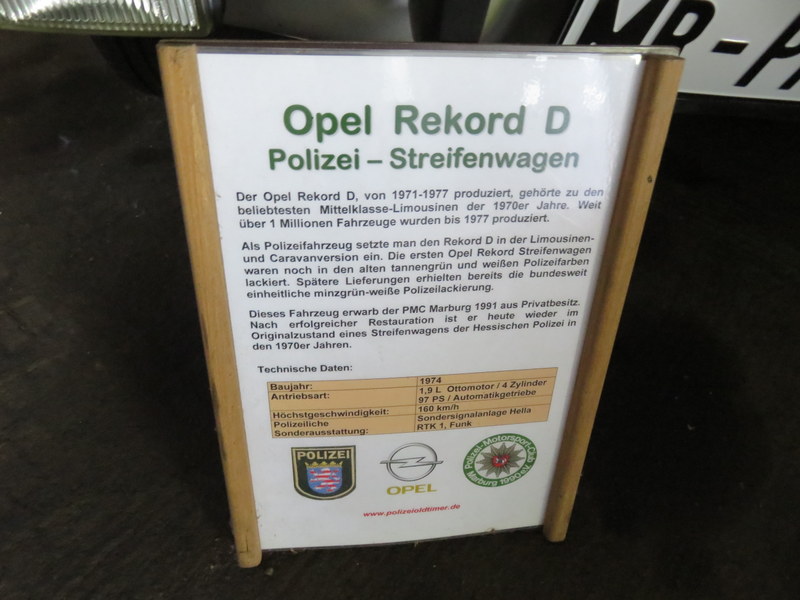 MR-P
Opel Rekord D
Polizei – Streifenwagen
Der Opel Rekord D, von 1971-1977 produziert, gehörte zu den
beliebtesten Mittelklasse-Limousinen der 1970er Jahre. Weit
über 1 Millionen Fahrzeuge wurden bis 1977 produziert.
Als Polizeifahrzeug setzte man den Rekord D in der Limousinen-
und Caravanversion ein. Die ersten Opel Rekord Streifenwagen
waren noch in den alten tannengrün und weißen Polizeifarben
lackiert. Spätere Lieferungen erhielten bereits die bundesweit
einheitliche minzgrün-weiße Polizeilackierung.
Dieses Fahrzeug erwarb der PMC Marburg 1991 aus Privatbesitz.
Nach erfolgreicher Restauration ist er heute wieder im
Originalzustand eines Streifenwagens der Hessischen Polizei in
den 1970er Jahren.
Technische Daten:
Baujahr: 1974
Antriebsart: 1,9 L Ottomotor / 4 Zylinder
97 PS / Automatikgetriebe
Höchstgeschwindigkeit: 160 km/h
Polizeiliche Sondersignalanlage Hella
Sonderausstattung: RTK 1, Funk
POLIZEI
OPEL
Polizei-Motorsport-Club
Marburg 1990 e.V.
www.polizeioldtimer.de